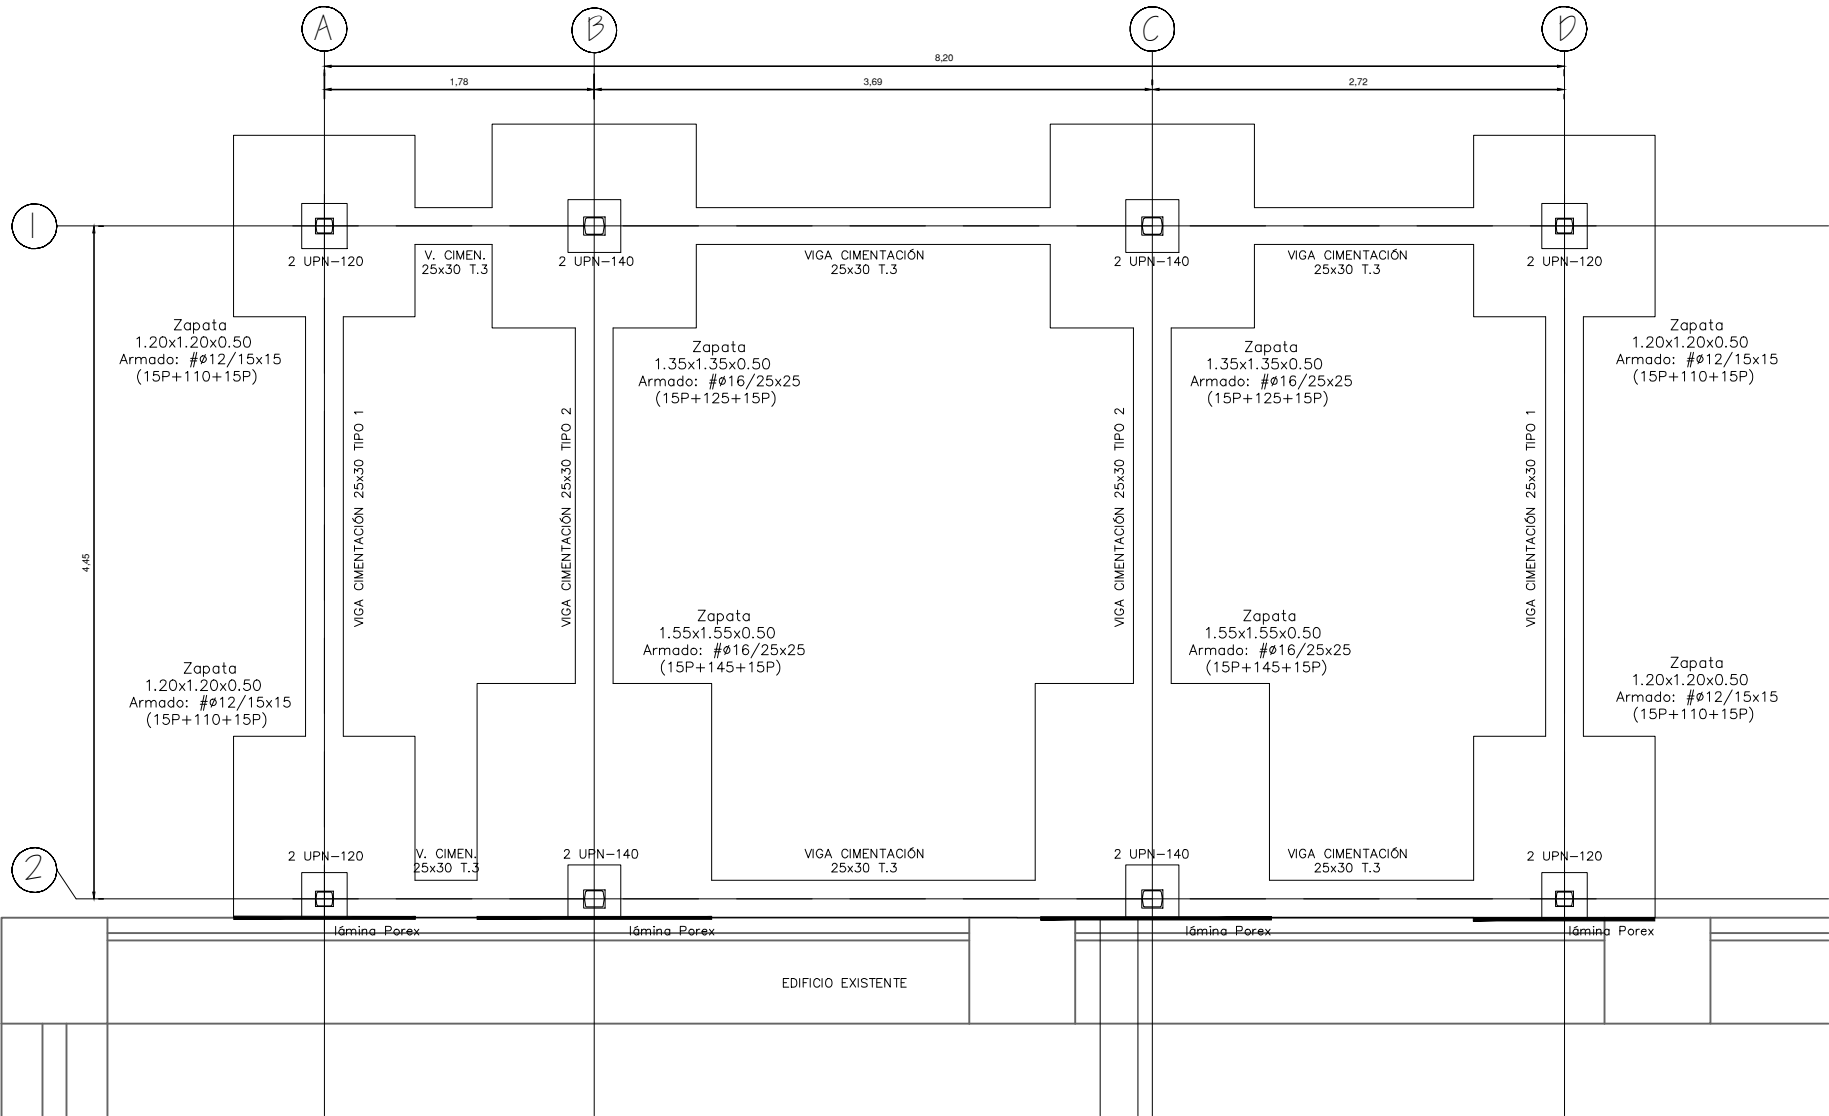 A
B
C
D
8,20
1,78
3,69
2,72
1
2 UPN-120
V. CIMEN.
25x30 T.3
2 UPN-140
VIGA CIMENTACIÓN
25x30 T.3
2 UPN-140
VIGA CIMENTACIÓN
25x30 T.3
2 UPN-120
Zapata
1.20x1.20x0.50
Armado: #ø12/15x15
(15P+110+15P)
Zapata
1.35x1.35x0.50
Armado: #ø16/25x25
(15P+125+15P)
Zapata
1.35x1.35x0.50
Armado: #ø16/25x25
(15P+125+15P)
Zapata
1.20x1.20x0.50
Armado: #ø12/15x15
(15P+110+15P)
4,45
VIGA CIMENTACIÓN 25x30 TIPO 1
VIGA CIMENTACIÓN 25x30 TIPO 2
VIGA CIMENTACIÓN 25x30 TIPO 2
VIGA CIMENTACIÓN 25x30 TIPO 1
Zapata
1.20x1.20x0.50
Armado: #ø12/15x15
(15P+110+15P)
Zapata
1.55x1.55x0.50
Armado: #ø16/25x25
(15P+145+15P)
Zapata
1.55x1.55x0.50
Armado: #ø16/25x25
(15P+145+15P)
Zapata
1.20x1.20x0.50
Armado: #ø12/15x15
(15P+110+15P)
2
2 UPN-120
V. CIMEN.
25x30 T.3
2 UPN-140
VIGA CIMENTACIÓN
25x30 T.3
2 UPN-140
VIGA CIMENTACIÓN
25x30 T.3
2 UPN-120
lámina Porex
lámina Porex
lámina Porex
lámina Porex
EDIFICIO EXISTENTE